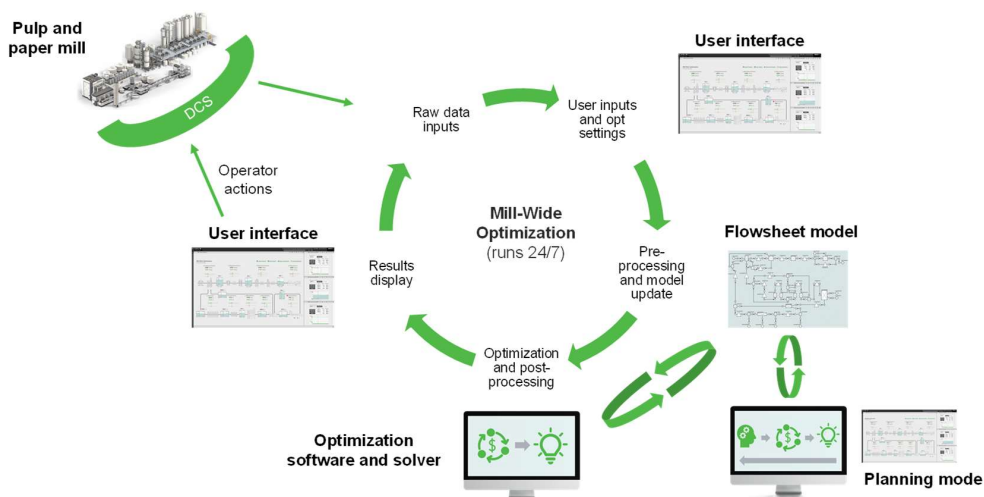 Pulp and
paper mill
DCS
Operator
actions
User interface
Raw data
inputs
User inputs
and opt
settings
User interface
Mill-Wide
Optimization
(runs 24/7)
Results
display
Pre-
processing
and model
update
Flowsheet model
Optimization
and post-
processing
Optimization
software and solver
$
$
Planning mode